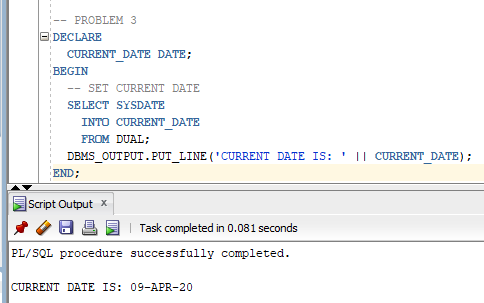 -- PROBLEM 3
DECLARE
CURRENT_DATE DATE;
BEGIN
-- SET CURRENT DATE
SELECT SYSDATE
INTO CURRENT_DATE
FROM DUAL;
DBMS_OUTPUT.PUT_LINE('CURRENT DATE IS: ' || CURRENT_DATE);
END;
Script Output x
Task completed in 0.081 seconds
PL/SQL procedure successfully completed.
CURRENT DATE IS: 09-APR-20